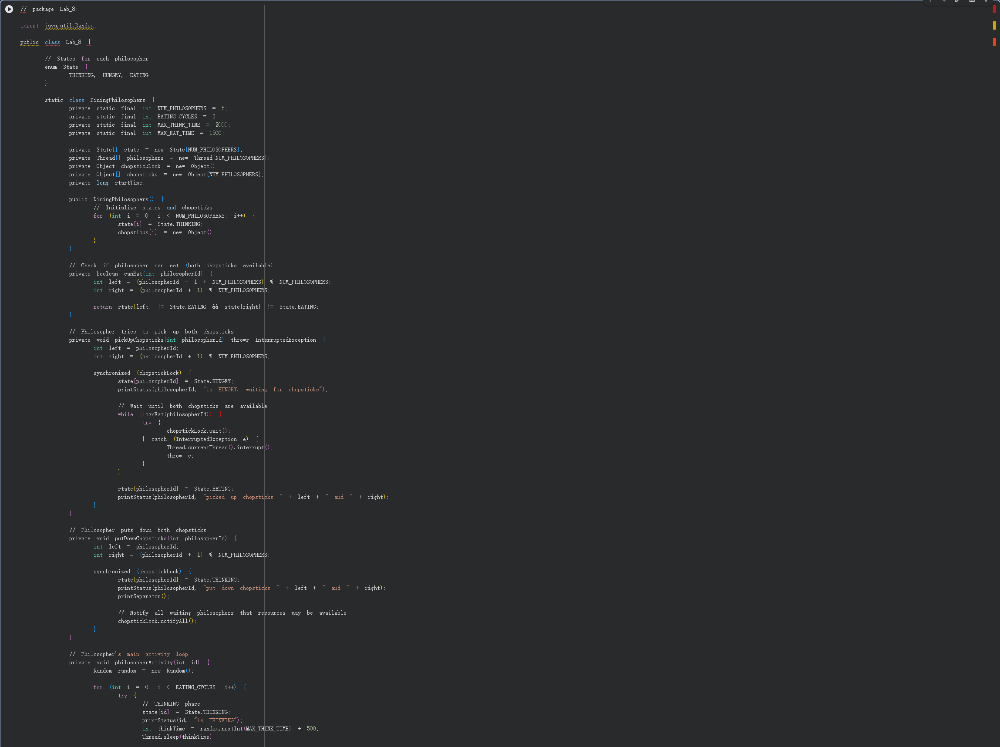 // package Lab_8;
import java.util.Random;
public class Lab_8 {
// States for each philosopher
enum State {
THINKING, HUNGRY, EATING
}
static class DiningPhilosophers {
private static final int NUM_PHILOSOPHERS = 5;
private static final int EATING_CYCLES = 3;
private static final int MAX_THINK_TIME = 2000;
private static final int MAX_EAT_TIME = 1500;
private State[] state = new State[NUM_PHILOSOPHERS];
private Thread[] philosophers = new Thread[NUM_PHILOSOPHERS];
private Object chopstickLock = new Object();
private Object[] chopsticks = new Object[NUM_PHILOSOPHERS];
private long startTime;
public DiningPhilosophers() {
// Initialize states and chopsticks
for (int i = 0; i < NUM_PHILOSOPHERS; i++) {
state[i] = State.THINKING;
chopsticks[i] = new Object();
}
}
// Check if philosopher can eat (both chopsticks available)
private boolean canEat(int philosopherId) {
int left = (philosopherId - 1 + NUM_PHILOSOPHERS) % NUM_PHILOSOPHERS;
int right = (philosopherId + 1) % NUM_PHILOSOPHERS;
return state[left] != State.EATING && state[right] != State.EATING;
}
// Philosopher tries to pick up both chopsticks
private void pickUpChopsticks(int philosopherId) throws InterruptedException {
int left = philosopherId;
int right = (philosopherId + 1) % NUM_PHILOSOPHERS;
synchronized (chopstickLock) {
state[philosopherId] = State.HUNGRY;
printStatus(philosopherId, "is HUNGRY, waiting for chopsticks");
// Wait until both chopsticks are available
while (!canEat(philosopherId)) {
try {
chopstickLock.wait();
} catch (InterruptedException e) {
Thread.currentThread().interrupt();
throw e;
}
}
state[philosopherId] = State.EATING;
printStatus(philosopherId, "picked up chopsticks " + left + " and " + right);
}
}
// Philosopher puts down both chopsticks
private void putDownChopsticks(int philosopherId) {
int left = philosopherId;
int right = (philosopherId + 1) % NUM_PHILOSOPHERS;
synchronized (chopstickLock) {
state[philosopherId] = State.THINKING;
printStatus(philosopherId, "put down chopsticks " + left + " and " + right);
printSeparator();
// Notify all waiting philosophers that resources may be available
chopstickLock.notifyAll();
}
}
// Philosopher's main activity loop
private void philosopherActivity(int id) {
Random random = new Random();
for (int i = 0; i < EATING_CYCLES; i++) {
try {
// THINKING phase
state[id] = State.THINKING;
printStatus(id, "is THINKING");
int thinkTime = random.nextInt(MAX_THINK_TIME) + 500;
Thread.sleep(thinkTime);